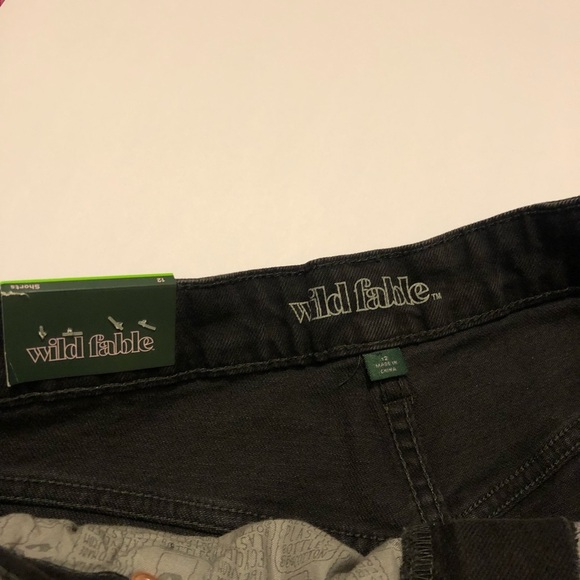 12
Shorts
wild fable
wild fable™
12
MADE IN
CHINA